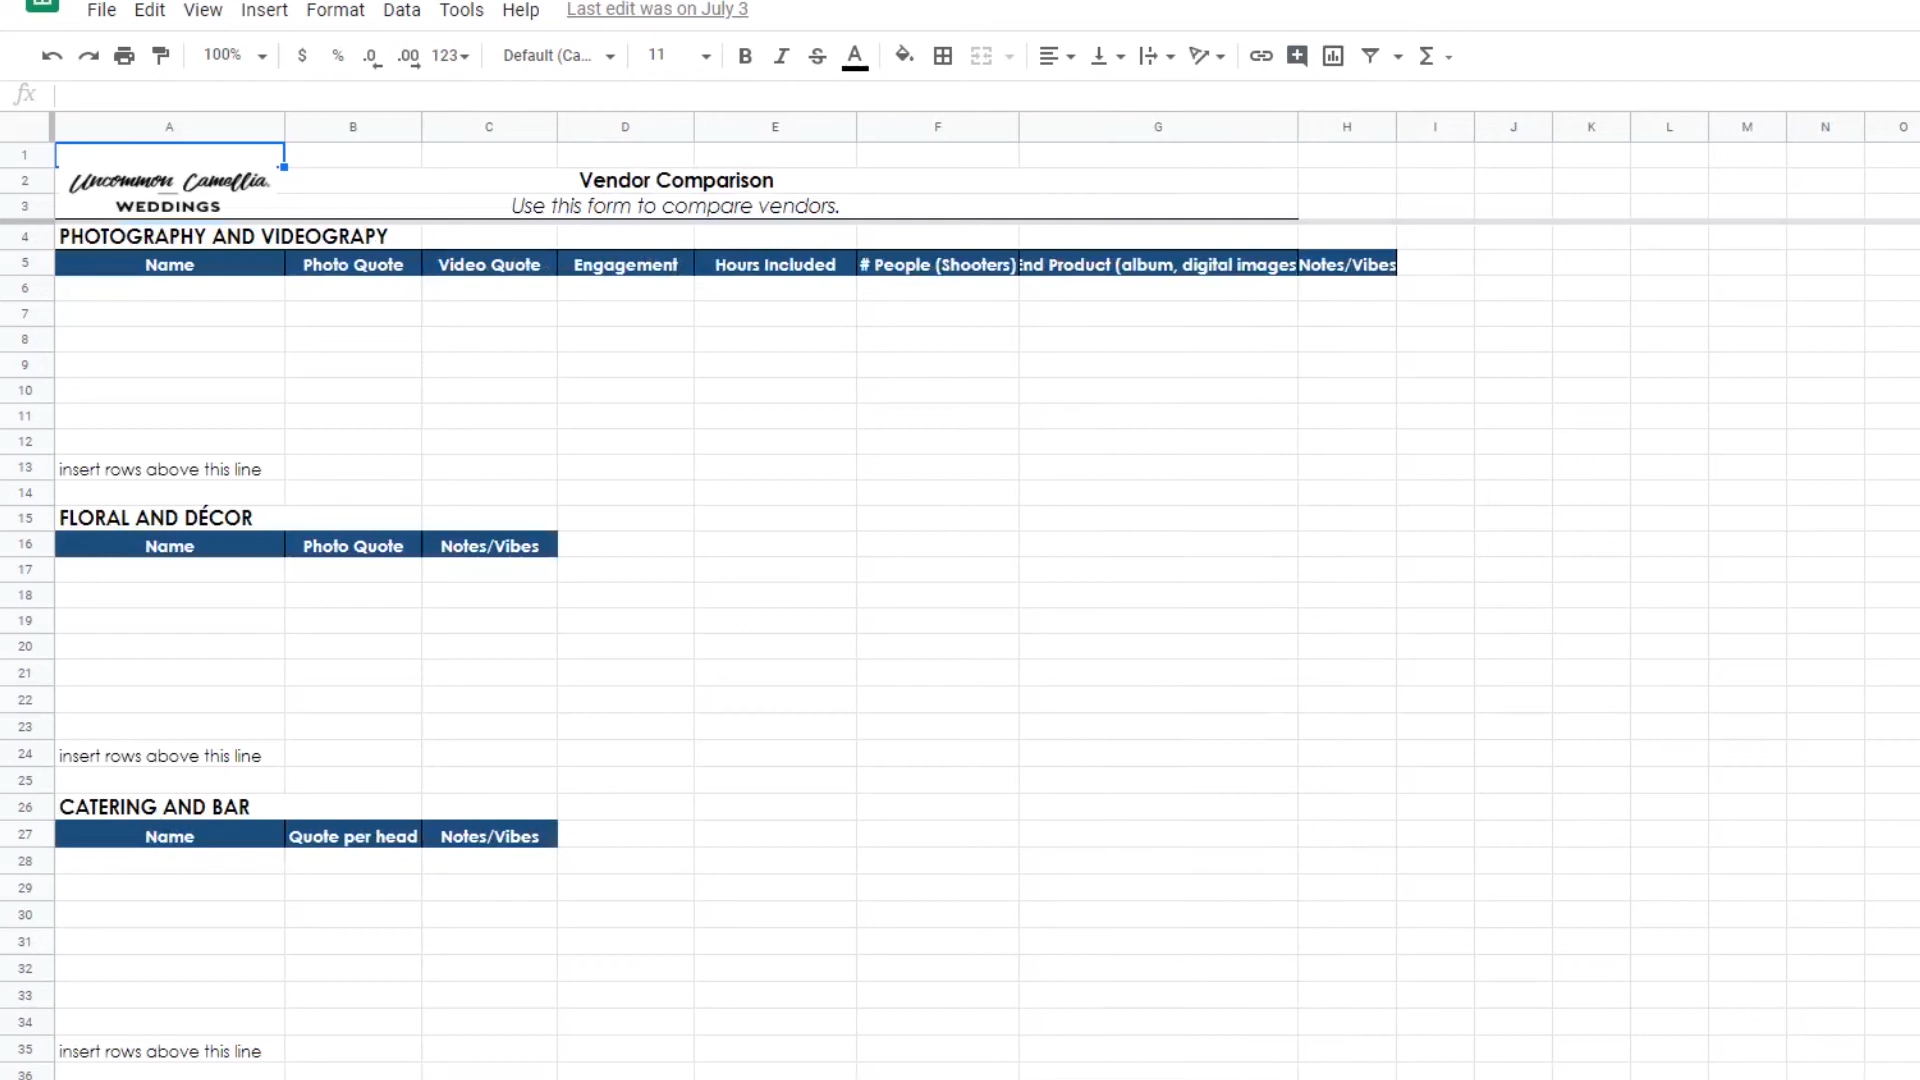 File Edit View Insert Format Data Tools Help Last edit was on July 3
100% $ % .0 .00 123 Default (Ca... 11 B I S A Σ
fx
A B C D E F G H I J K L M N O
1
2 Uncommon Camellia. Vendor Comparison
3 WEDDINGS Use this form to compare vendors.
4 PHOTOGRAPHY AND VIDEOGRAPY
5 Name Photo Quote Video Quote Engagement Hours Included # People (Shooters) End Product (album, digital images Notes/Vibes
6
7
8
9
10
11
12
13 insert rows above this line
14
15 FLORAL AND DÉCOR
16 Name Photo Quote Notes/Vibes
17
18
19
20
21
22
23
24 insert rows above this line
25
26 CATERING AND BAR
27 Name Quote per head Notes/Vibes
28
29
30
31
32
33
34
35 insert rows above this line
36